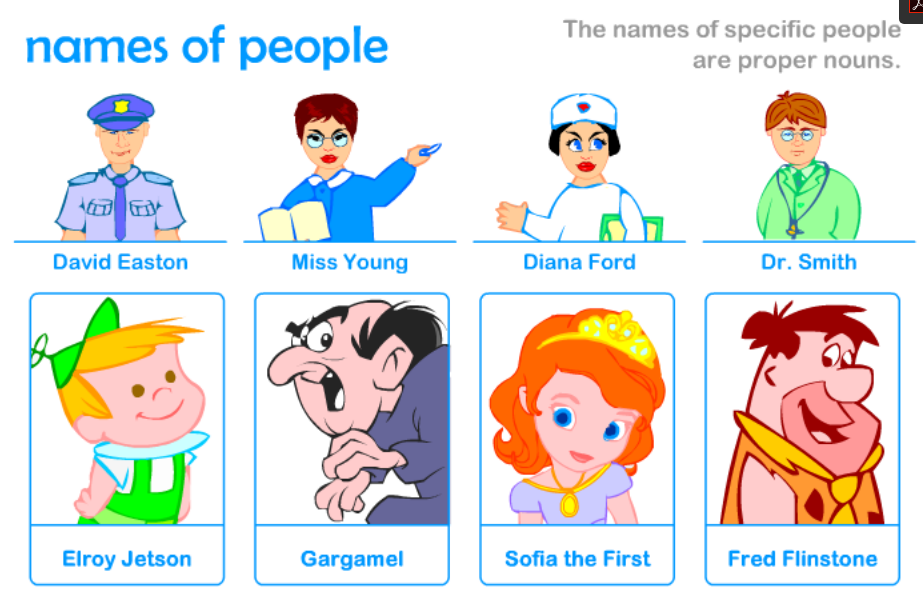 names of people
The names of specific people
are proper nouns.
David Easton
Miss Young
Diana Ford
Dr. Smith
Elroy Jetson
Gargamel
Sofia the First
Fred Flinstone